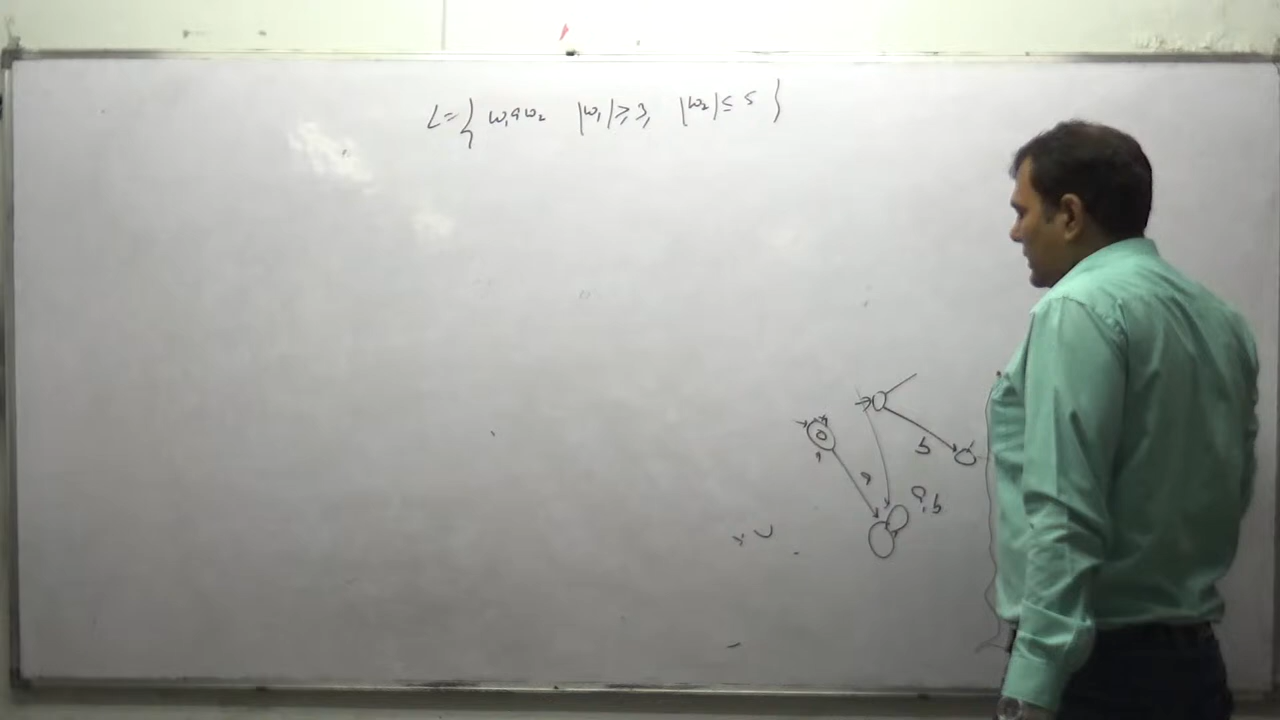 L = { w₁aw₂ |w₁| ≥ 3, |w₂| ≤ 5 }
b
a
a,b